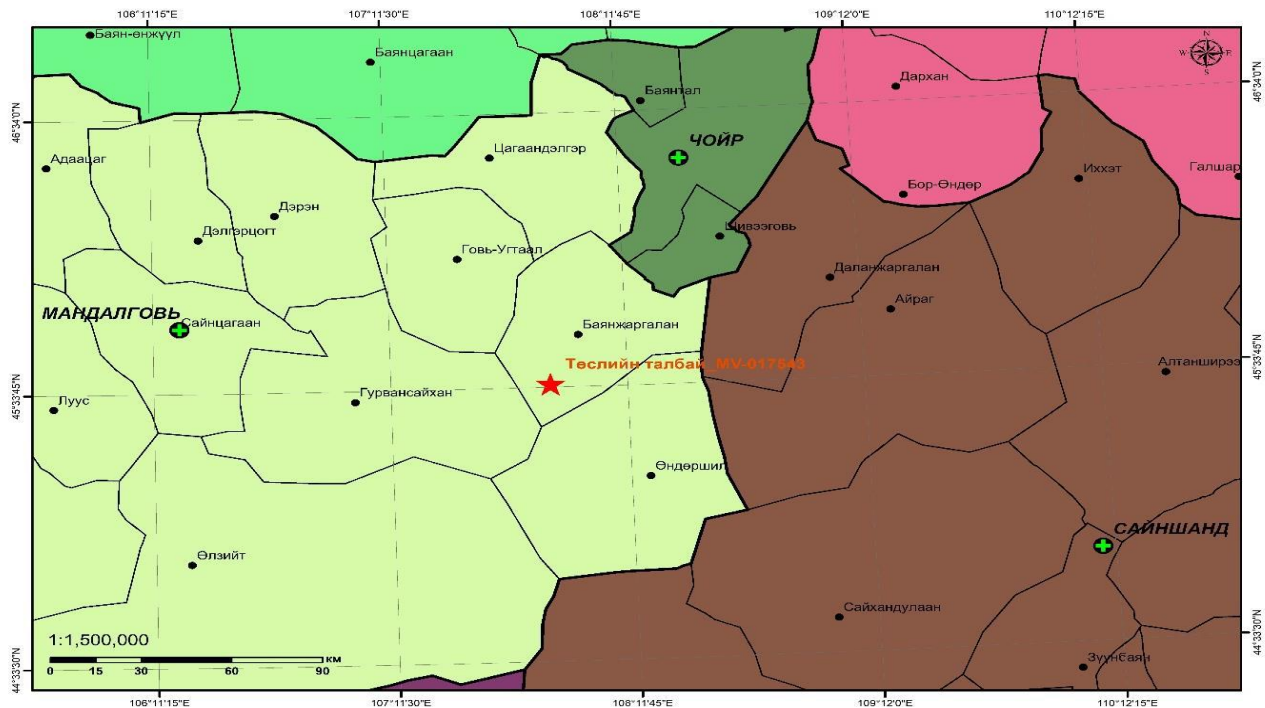 106°11'15"E 107°11'30"E 108°11'45"E 109°12'0"E 110°12'15"E
Баян-өнжүүл
Баянцагаан
N
W E
S
Дархан
46°34'0"N
46°34'0"N
Баянтал
Цагаандэлгэр
ЧОЙР
Адаацаг
Иххэт
Галшар
Бор-Өндөр
Дэрэн
Дэлгэрцогт
Шивээговь
Говь-Угтаал
Даланжаргалан
Айраг
МАНДАЛГОВЬ
Сайнцагаан
Баянжаргалан
Төслийн талбай_MV-017543
Алтанширээ
45°33'45"N
45°33'45"N
Гурвансайхан
Луус
Өндөршил
САЙНШАНД
Өлзийт
Сайхандулаан
44°33'30"N
1:1,500,000
Зүүнбаян
км
0 15 30 60 90
44°33'30"N
106°11'15"E 107°11'30"E 108°11'45"E 109°12'0"E 110°12'15"E